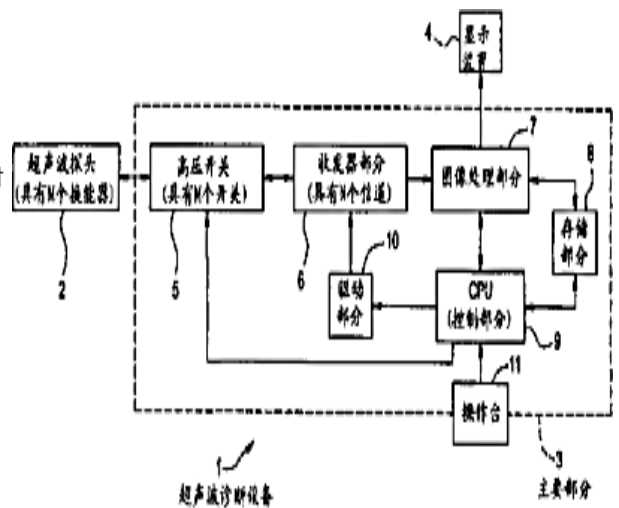 4
显示
装置
7
8
超声波探头
(具有M个换能器)
高压开关
(具有M个开关)
收发器部分
(具有N个信道)
图像处理部分
存储
部分
2
5
6
10
驱动
部分
CPU
(控制部分)
9
11
操作台
1
超声波诊断设备
3
主要部分